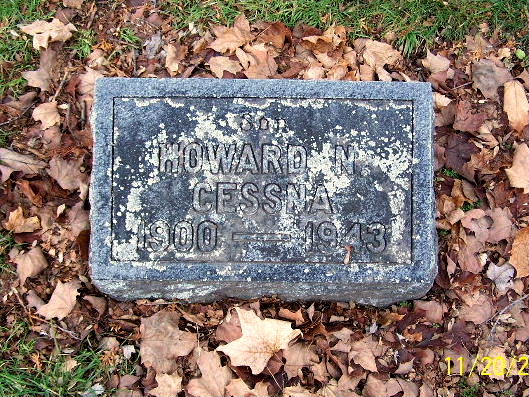 SON
HOWARD N.
CESSNA
1900 — 1943
11/20/2